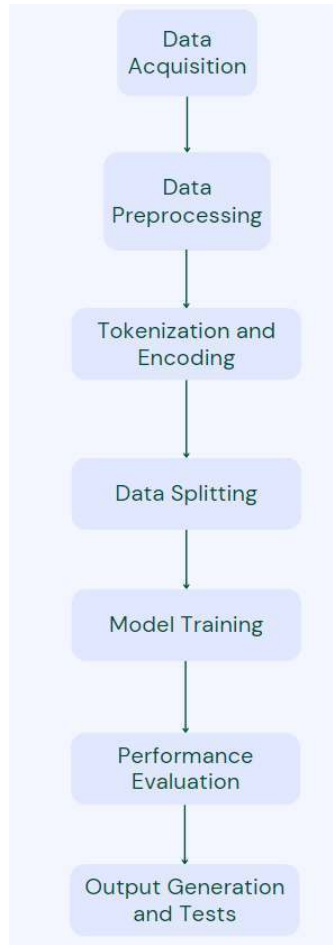 Data
Acquisition
Data
Preprocessing
Tokenization and
Encoding
Data Splitting
Model Training
Performance
Evaluation
Output Generation
and Tests